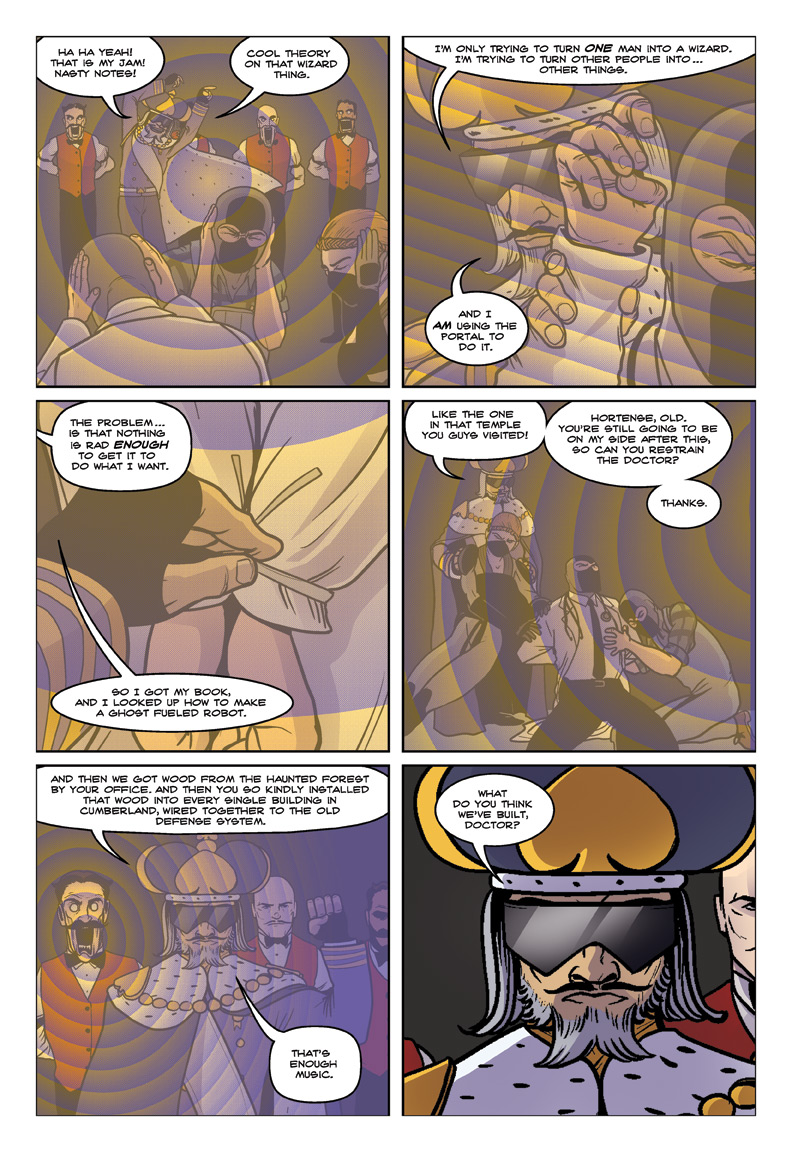 HA HA YEAH!
THAT IS MY JAM!
NASTY NOTES!
COOL THEORY
ON THAT WIZARD
THING.
I'M ONLY TRYING TO TURN ONE MAN INTO A WIZARD.
I'M TRYING TO TURN OTHER PEOPLE INTO...
OTHER THINGS.
AND I
AM USING THE
PORTAL TO
DO IT.
THE PROBLEM...
IS THAT NOTHING
IS RAD ENOUGH
TO GET IT TO
DO WHAT I WANT.
SO I GOT MY BOOK,
AND I LOOKED UP HOW TO MAKE
A GHOST FUELED ROBOT.
LIKE THE ONE
IN THAT TEMPLE
YOU GUYS VISITED!
HORTENSE, OLD.
YOU'RE STILL GOING TO BE
ON MY SIDE AFTER THIS,
SO CAN YOU RESTRAIN
THE DOCTOR?
THANKS.
AND THEN WE GOT WOOD FROM THE HAUNTED FOREST
BY YOUR OFFICE. AND THEN YOU SO KINDLY INSTALLED
THAT WOOD INTO EVERY SINGLE BUILDING IN
CUMBERLAND, WIRED TOGETHER TO THE OLD
DEFENSE SYSTEM.
THAT'S
ENOUGH
MUSIC.
WHAT
DO YOU THINK
WE'VE BUILT,
DOCTOR?